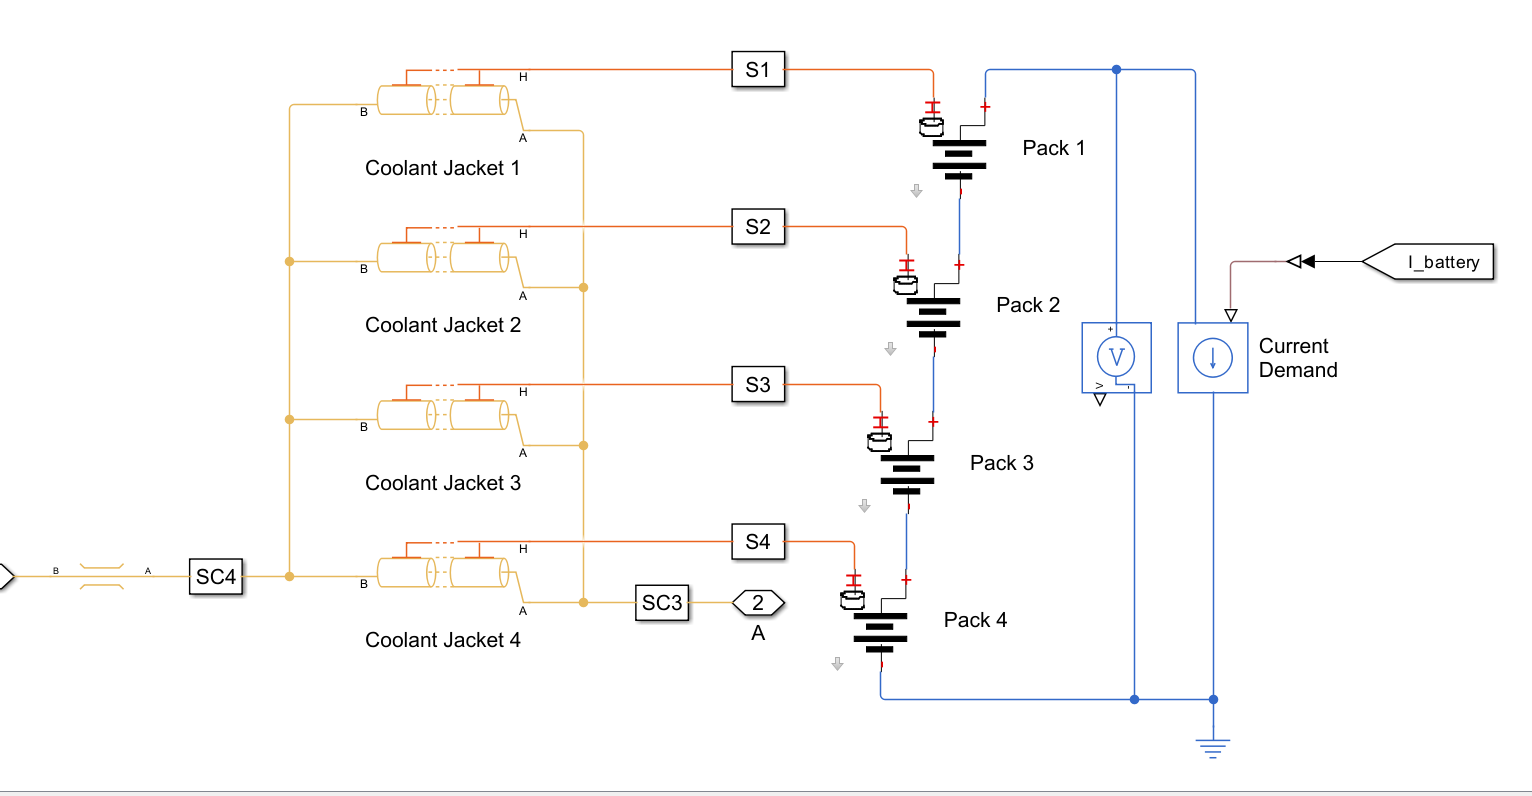 H
S1
B
A
Coolant Jacket 1
+
Pack 1
H
S2
B
A
Coolant Jacket 2
+
Pack 2
I_battery
+
V
V
-
Current
Demand
H
S3
B
A
Coolant Jacket 3
+
Pack 3
H
S4
B
A
SC4
B
A
Coolant Jacket 4
SC3
2
A
+
Pack 4